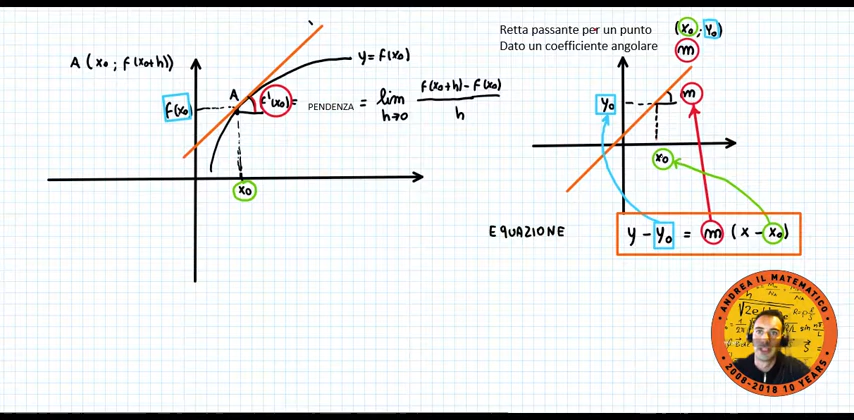 A (x₀ ; f(x₀+h))
y = f(x₀)
A
f(x₀)
f'(x₀) = PENDENZA = lim h→0 f(x₀+h) - f(x₀) / h
x₀
Retta passante per un punto (x₀ ; y₀)
Dato un coefficiente angolare m
y₀
m
x₀
EQUAZIONE y - y₀ = m (x - x₀)
ANDREA IL MATEMATICO
2008-2018 10 YEARS